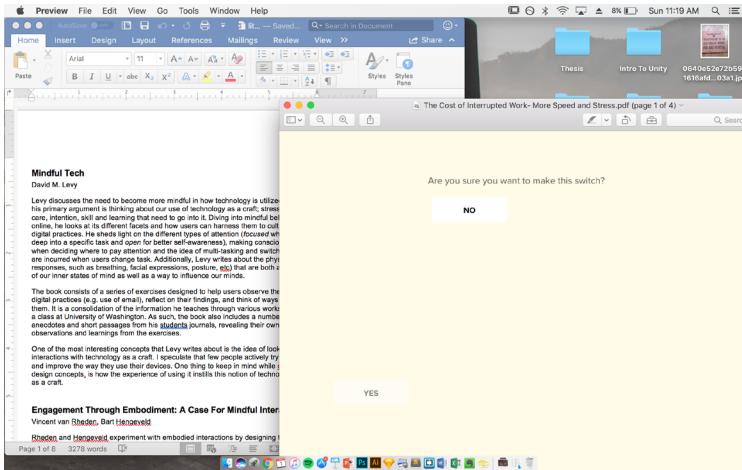 Preview File Edit View Go Tools Window Help
8% Sun 11:19 AM
AutoSave
Saved...
Search in Document
Home Insert Design Layout References Mailings Review View >> Share
Paste
Arial 11
B I U abc X₂ X² A
Styles Styles
Pane
Thesis
Intro To Unity
0640e52e72b59
1616afd...03a1.jp
The Cost of Interrupted Work- More Speed and Stress.pdf (page 1 of 4)
Mindful Tech
David M. Levy
Levy discusses the need to become more mindful in how technology is utilize
his primary argument is thinking about our use of technology as a craft; stress
care, intention, skill and learning that need to go into it. Diving into mindful bel
online, he looks at its different facets and how users can harness them to cult
digital practices. He sheds light on the different types of attention (focused wh
deep into a specific task and open for better self-awareness), making conscio
when deciding where to pay attention and the idea of multi-tasking and switch
are incurred when users change task. Additionally, Levy writes about the phys
responses, such as breathing, facial expressions, posture, etc) that are both a
of our inner states of mind as well as a way to influence our minds.
The book consists of a series of exercises designed to help users observe the
digital practices (e.g. use of email), reflect on their findings, and think of ways
them. It is a consolidation of the information he teaches through various works
a class at University of Washington. As such, the book also includes a numbe
anecdotes and short passages from his students journals, revealing their own
observations and learnings from the exercises.
One of the most interesting concepts that Levy writes about is the idea of look
interactions with technology as a craft. I speculate that few people actively try
and improve the way they use their devices. One thing to keep in mind while
design concepts, is how the experience of using it instills this notion of techno
as a craft.
Engagement Through Embodiment: A Case For Mindful Inter
Vincent van Rheden, Bart Hengeveld
Rheden and Hengeveld experiment with embodied interactions by designing
Page 1 of 6 3278 words
Are you sure you want to make this switch?
NO
YES